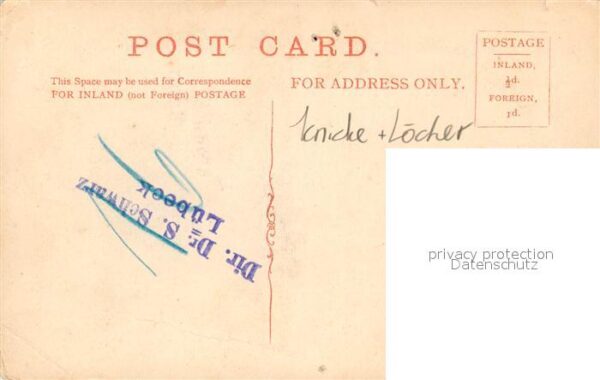 POST CARD.
This Space may be used for Correspondence
FOR INLAND (not Foreign) POSTAGE
FOR ADDRESS ONLY.
POSTAGE
INLAND,
½d.
FOREIGN,
1d.
Knicke + Löcher
Dir. Dr. S. Schwarz
Lübeck
privacy protection
Datenschutz